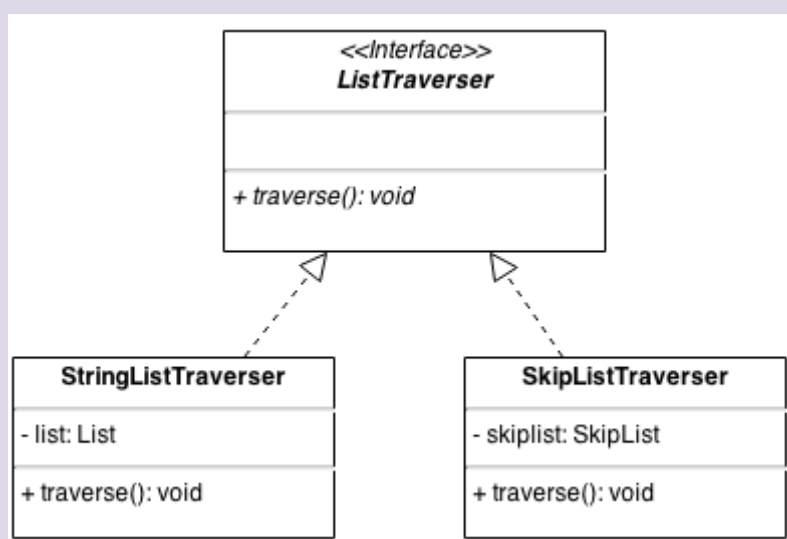 <<Interface>>
ListTraverser
+ traverse(): void
StringListTraverser
- list: List
+ traverse(): void
SkipListTraverser
- skiplist: SkipList
+ traverse(): void